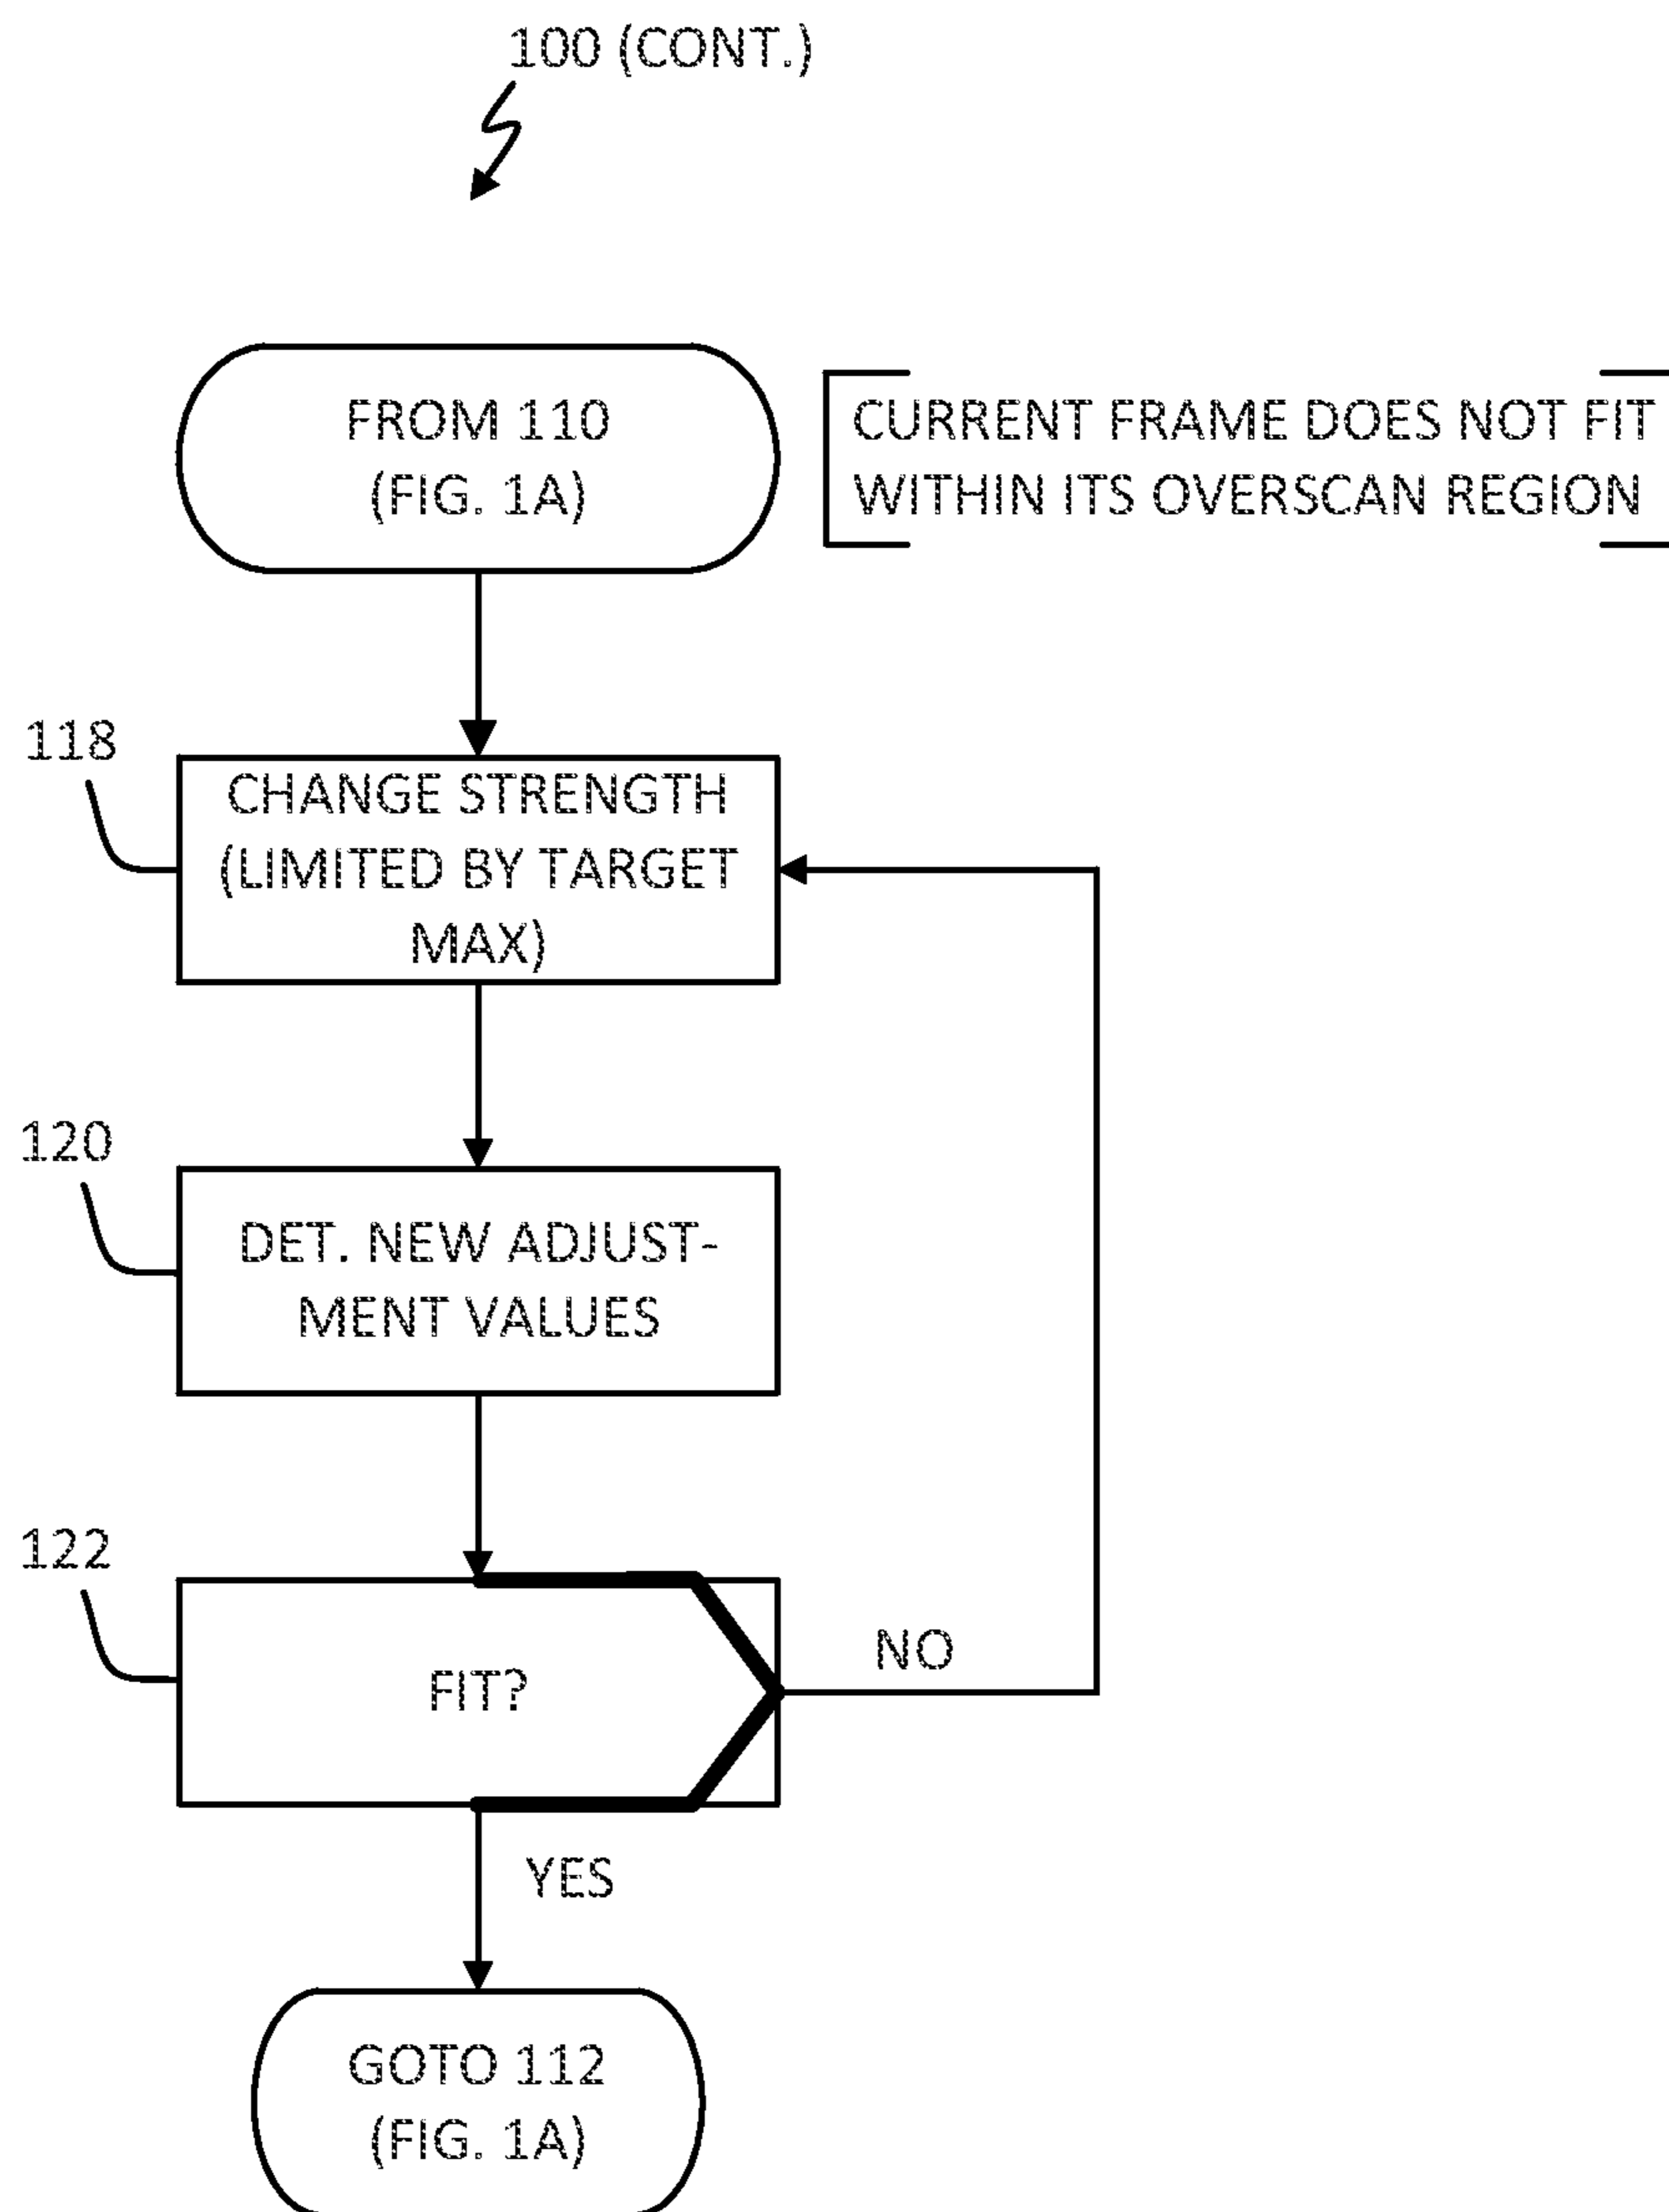 100 (CONT.)
FROM 110
(FIG. 1A)
CURRENT FRAME DOES NOT FIT
WITHIN ITS OVERSCAN REGION
118
CHANGE STRENGTH
(LIMITED BY TARGET
MAX)
120
DET. NEW ADJUST-
MENT VALUES
122
FIT?
NO
YES
GOTO 112
(FIG. 1A)